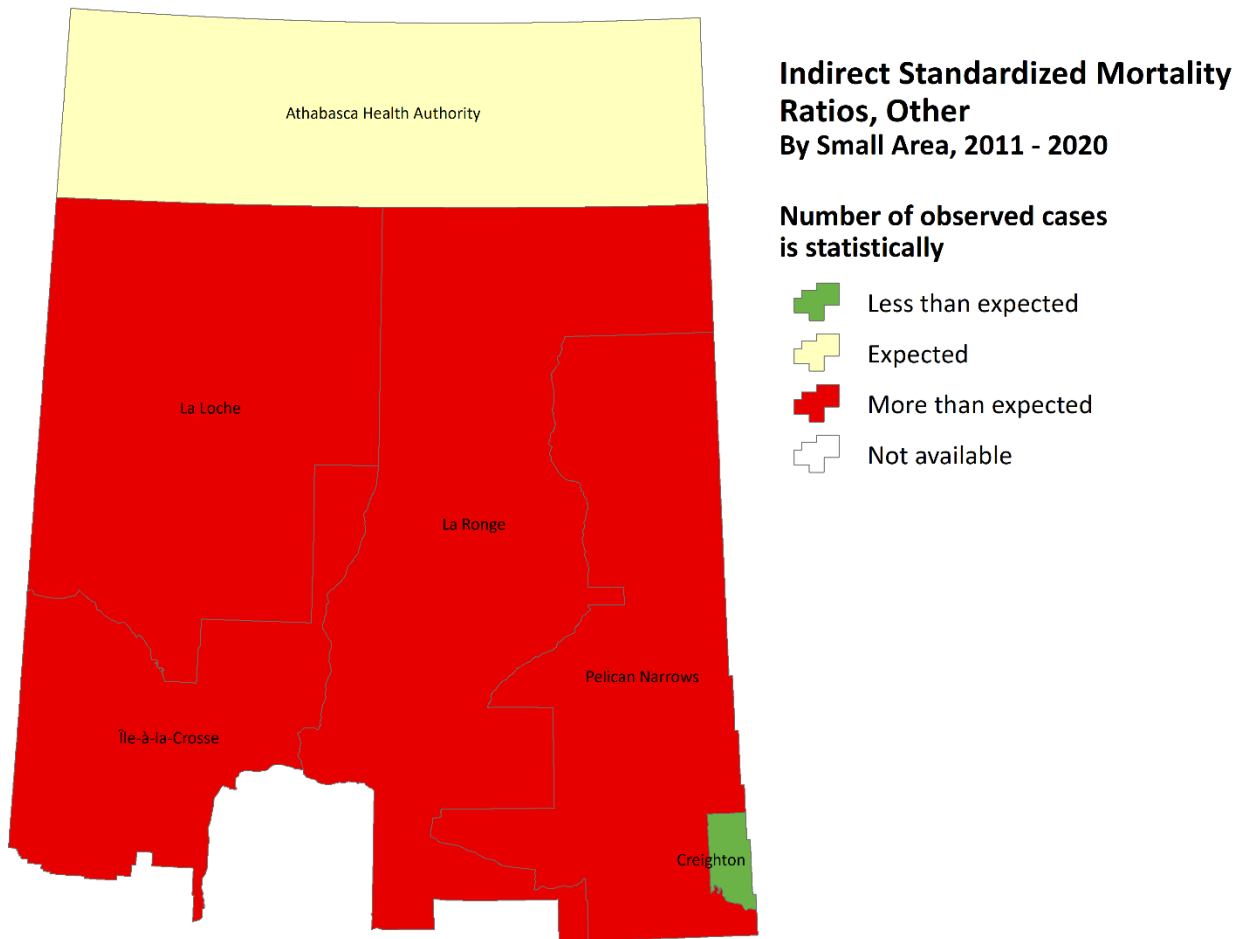 Indirect Standardized Mortality
Ratios, Other
By Small Area, 2011 - 2020
Number of observed cases
is statistically
Less than expected
Expected
More than expected
Not available
Athabasca Health Authority
La Loche
La Ronge
Pelican Narrows
Île-à-la-Crosse
Creighton